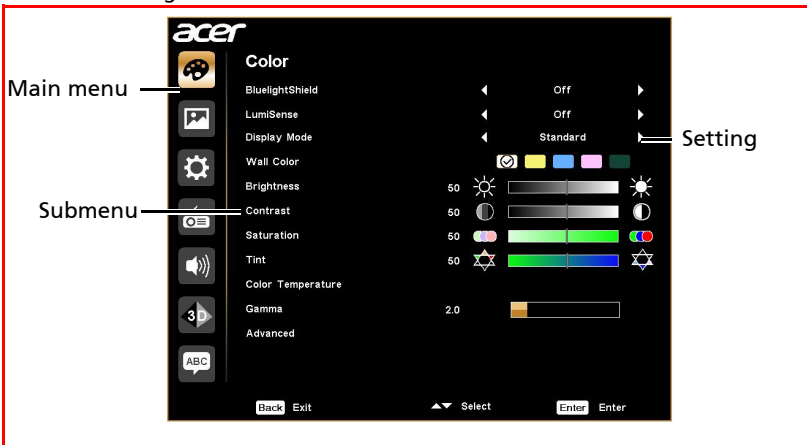 acer
Color
Main menu
BluelightShield Off
LumiSense Off
Display Mode Standard
Setting
Wall Color
Brightness 50
Submenu
Contrast 50
Saturation 50
Tint 50
Color Temperature
Gamma 2.0
3D
Advanced
ABC
Back Exit Select Enter Enter